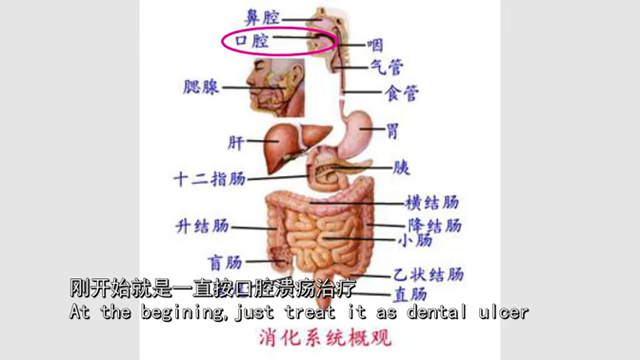 鼻腔
口腔
咽
气管
食管
腮腺
胃
肝
胰
十二指肠
横结肠
升结肠
降结肠
小肠
盲肠
乙状结肠
直肠
刚开始就是一直按口腔溃疡治疗
At the begining,just treat it as dental ulcer
消化系统概观